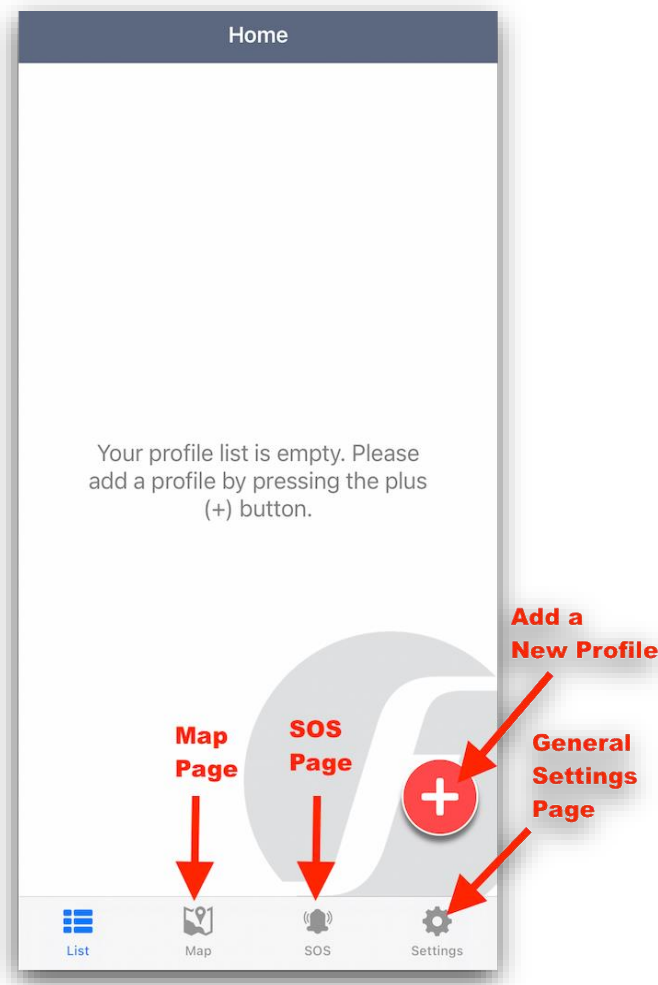 Home
Your profile list is empty. Please
add a profile by pressing the plus
(+) button.
Add a
New Profile
Map
Page
SOS
Page
General
Settings
Page
List
Map
SOS
Settings